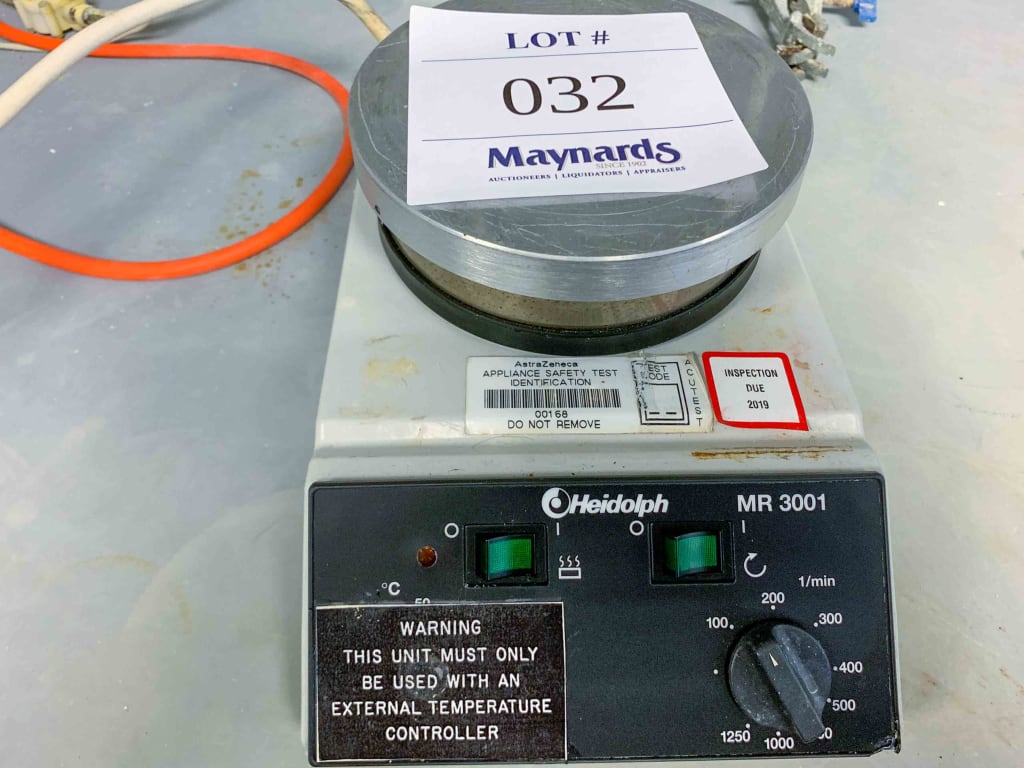 LOT #
032
Maynards
SINCE 1902
AUCTIONEERS | LIQUIDATORS | APPRAISERS
AstraZeneca
APPLIANCE SAFETY TEST
IDENTIFICATION
00168
DO NOT REMOVE
ACUTEST
INSPECTION
DUE
2019
Heidolph
MR 3001
O I
O I
°C
50
1/min
100
200
300
400
500
1000
1250
WARNING
THIS UNIT MUST ONLY
BE USED WITH AN
EXTERNAL TEMPERATURE
CONTROLLER